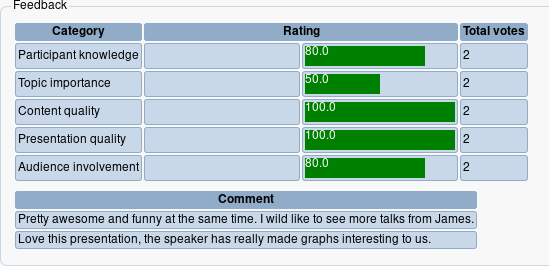 Feedback
Category Rating Total votes
Participant knowledge 80.0 2
Topic importance 50.0 2
Content quality 100.0 2
Presentation quality 100.0 2
Audience involvement 80.0 2
Comment
Pretty awesome and funny at the same time. I wild like to see more talks from James.
Love this presentation, the speaker has really made graphs interesting to us.